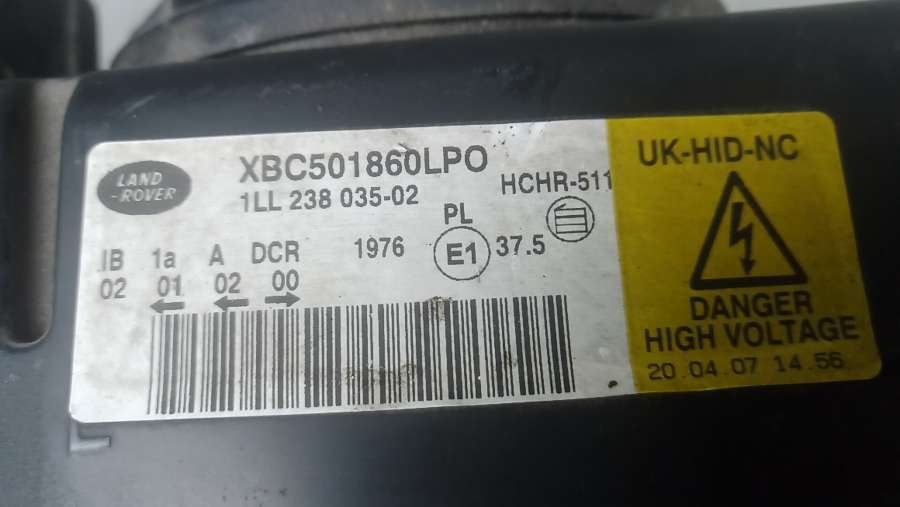 LAND
-ROVER
XBC501860LPO
1LL 238 035-02
HCHR-511
PL
IB 1a A DCR 1976 E1 37.5
02 01 02 00
UK-HID-NC
DANGER
HIGH VOLTAGE
20.04.07 14.56